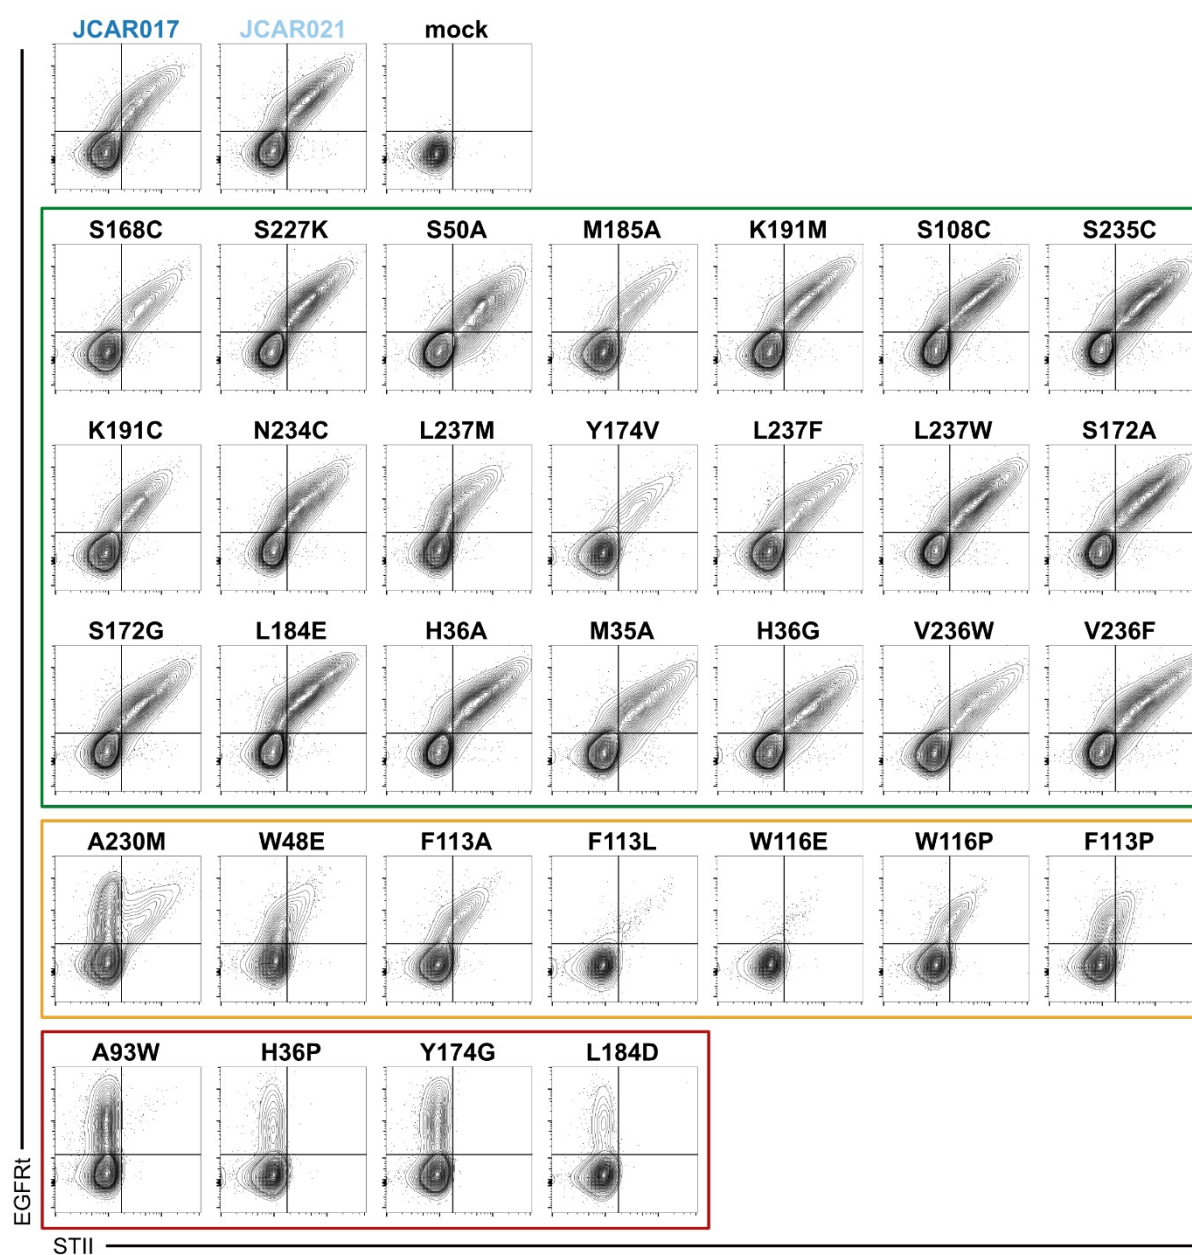 JCAR017 JCAR021 mock
S168C S227K S50A M185A K191M S108C S235C
K191C N234C L237M Y174V L237F L237W S172A
S172G L184E H36A M35A H36G V236W V236F
A230M W48E F113A F113L W116E W116P F113P
A93W H36P Y174G L184D
EGFRt
STII